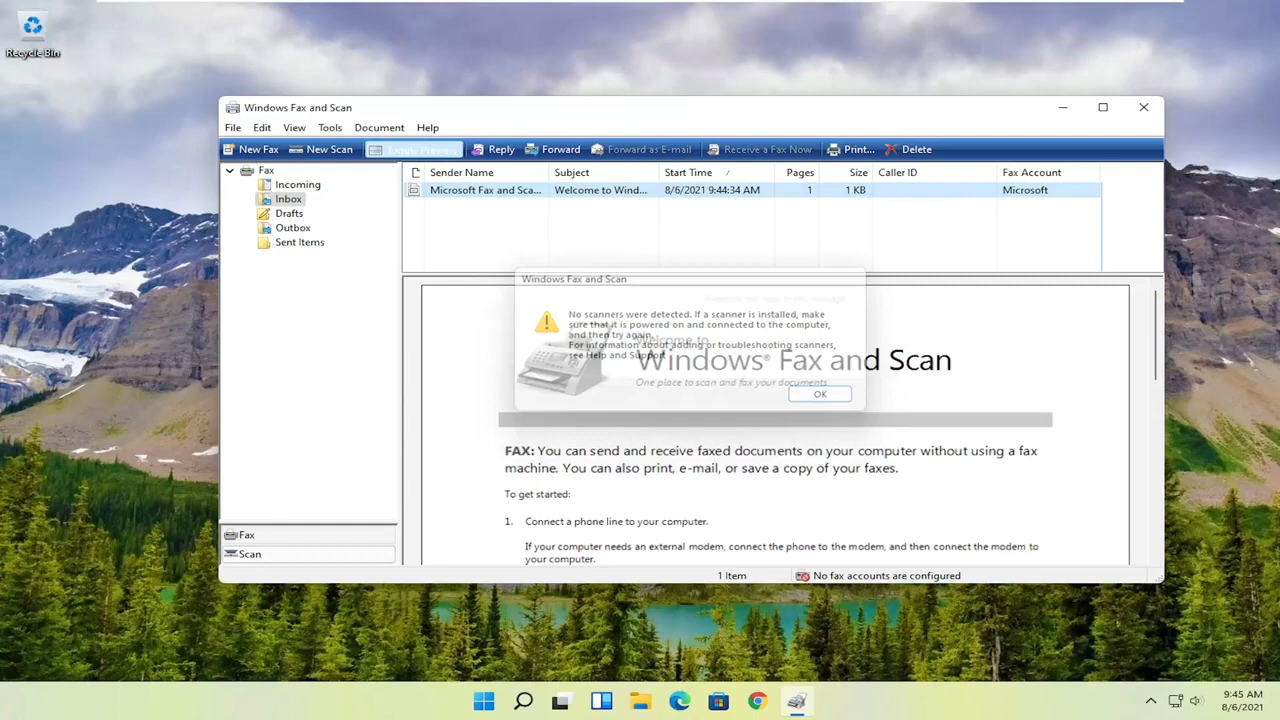 Recycle Bin
Windows Fax and Scan
File Edit View Tools Document Help
New Fax New Scan Toggle Preview Reply Forward Forward as E-mail Receive a Fax Now Print... Delete
Fax
Incoming
Inbox
Drafts
Outbox
Sent Items
Fax
Scan
Sender Name Subject Start Time Pages Size Caller ID Fax Account
Microsoft Fax and Sca... Welcome to Wind... 8/6/2021 9:44:34 AM 1 1 KB Microsoft
Windows Fax and Scan
No scanners were detected. If a scanner is installed, make
sure that it is powered on and connected to the computer,
and then try again.
For information about adding or troubleshooting scanners,
see Help and Support.
OK
Welcome to
Windows® Fax and Scan
One place to scan and fax your documents
FAX: You can send and receive faxed documents on your computer without using a fax
machine. You can also print, e-mail, or save a copy of your faxes.
To get started:
1. Connect a phone line to your computer.
If your computer needs an external modem, connect the phone to the modem, and then connect the modem to
your computer.
1 Item No fax accounts are configured
9:45 AM
8/6/2021